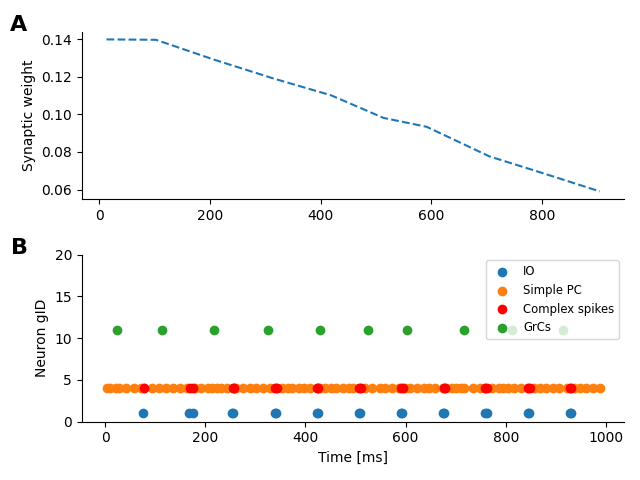 A
0.14
0.12
0.10
0.08
0.06
Synaptic weight
0 200 400 600 800
B
20
15
10
5
0
Neuron gID
IO
Simple PC
Complex spikes
GrCs
0 200 400 600 800 1000
Time [ms]